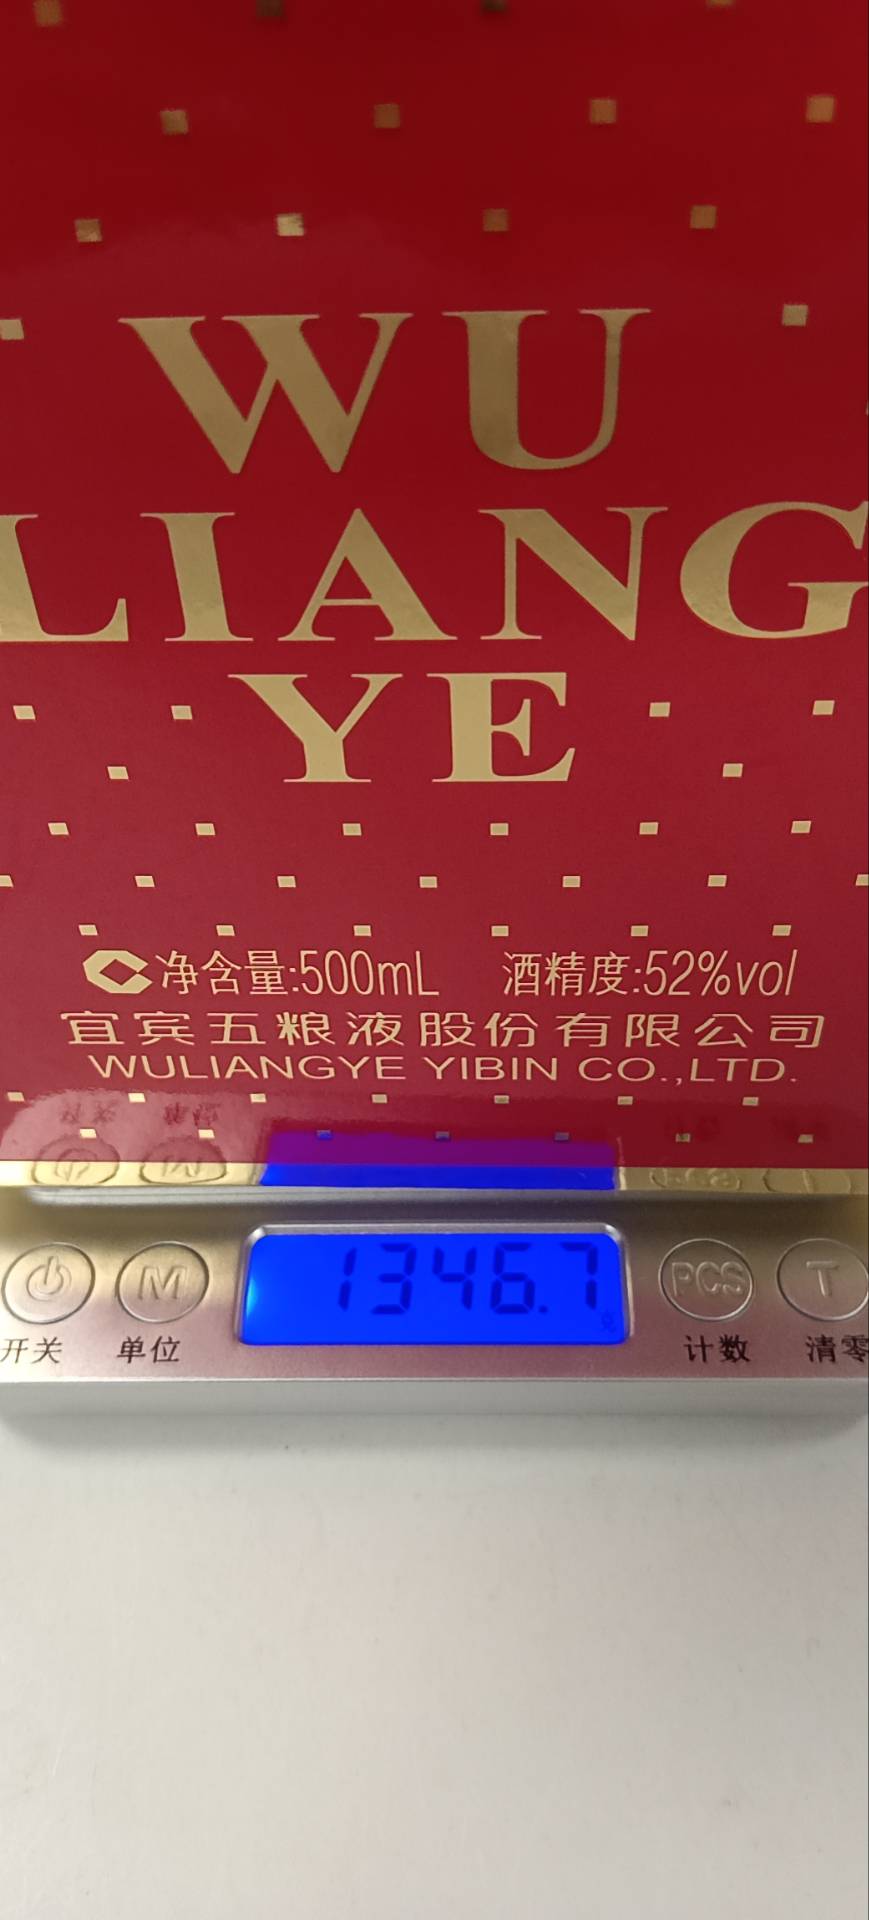 WU
LIANG
YE
净含量:500mL 酒精度:52%vol
宜宾五粮液股份有限公司
WULIANGYE YIBIN CO.,LTD.
1346.7
M PCS T
开关 单位 计数 清零